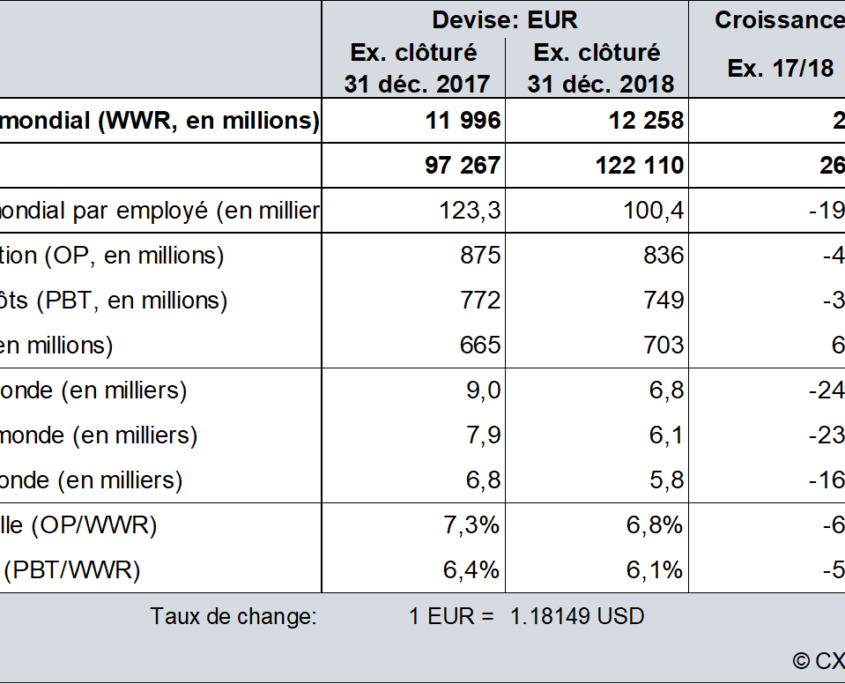 Devise: EUR Croissance
Ex. clôturé Ex. clôturé
31 déc. 2017 31 déc. 2018 Ex. 17/18
mondial (WWR, en millions) 11 996 12 258 2
97 267 122 110 26
ondial par employé (en millier 123,3 100,4 -19
tion (OP, en millions) 875 836 -4
ôts (PBT, en millions) 772 749 -3
en millions) 665 703 6
onde (en milliers) 9,0 6,8 -24
monde (en milliers) 7,9 6,1 -23
onde (en milliers) 6,8 5,8 -16
lle (OP/WWR) 7,3% 6,8% -6
(PBT/WWR) 6,4% 6,1% -5
Taux de change: 1 EUR = 1.18149 USD
© CX